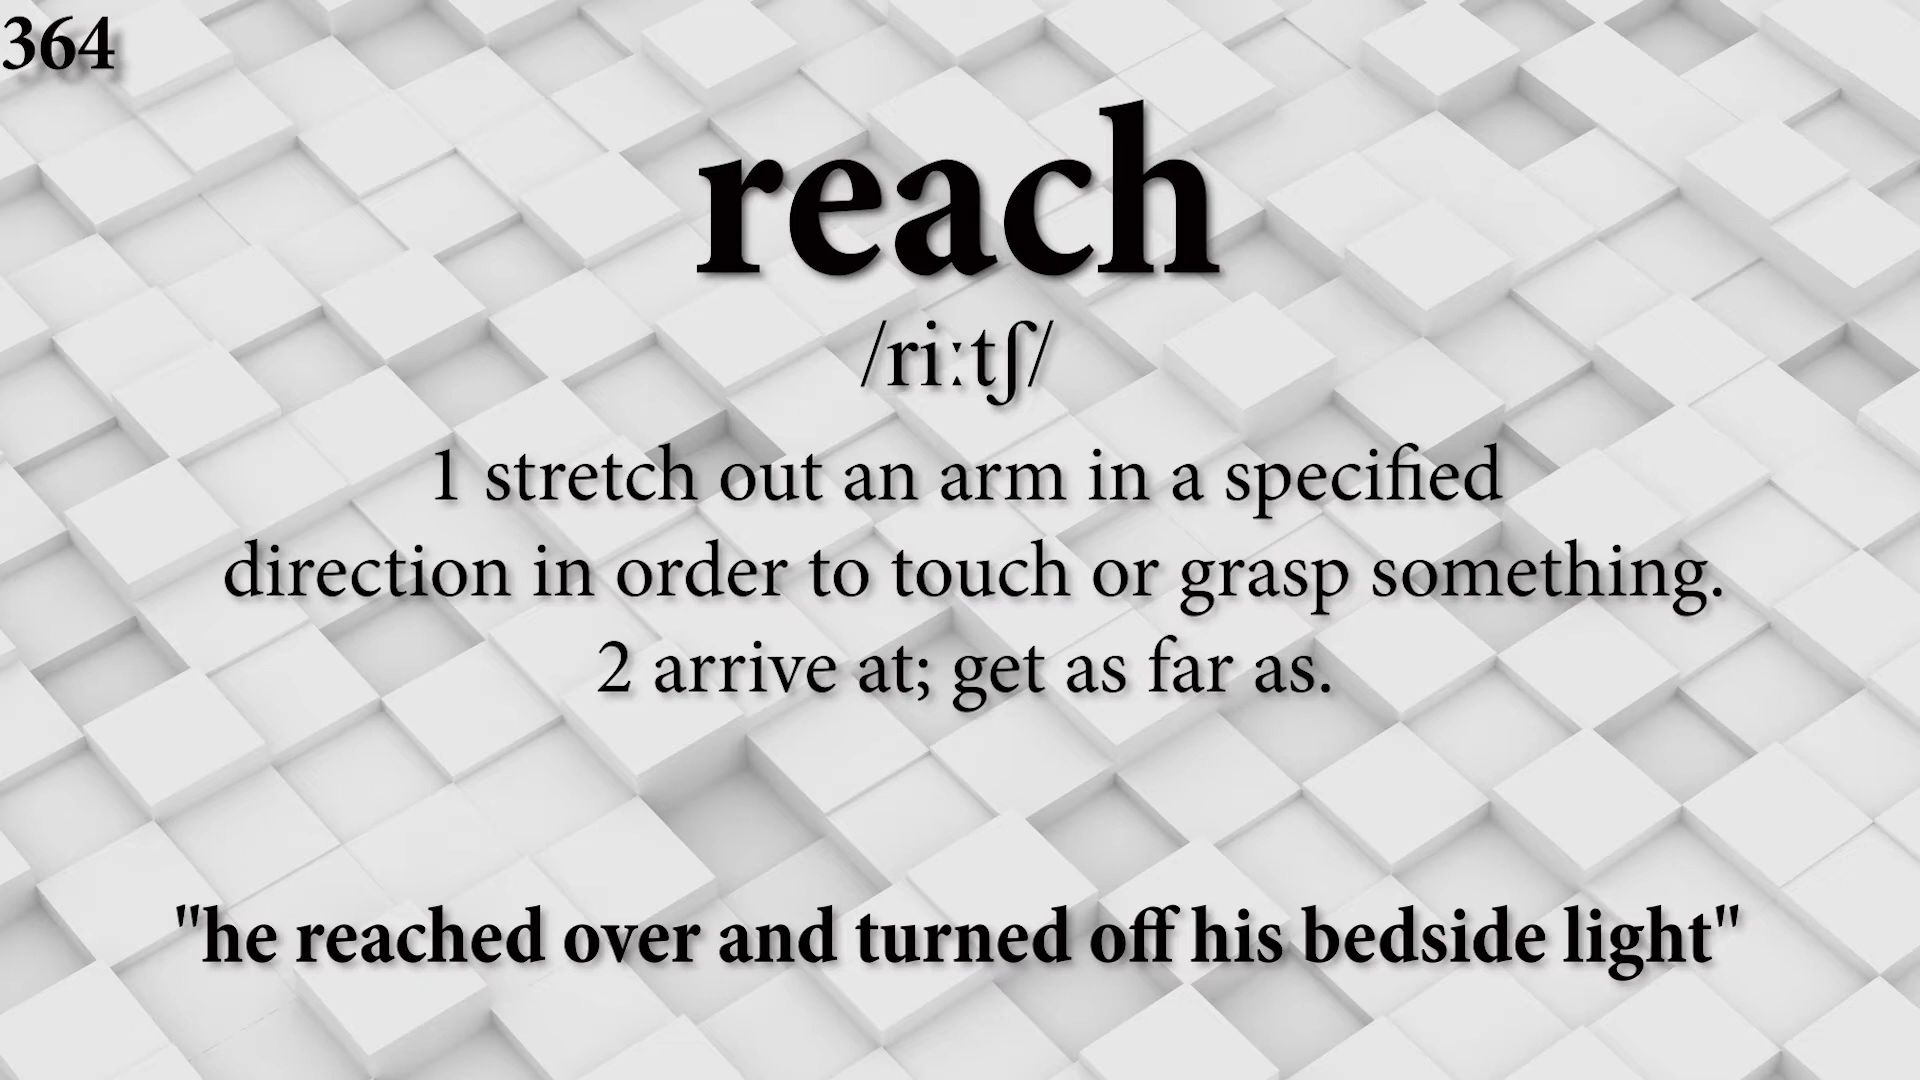 364
reach
/riːtʃ/
1 stretch out an arm in a specified
direction in order to touch or grasp something.
2 arrive at; get as far as.
"he reached over and turned off his bedside light"